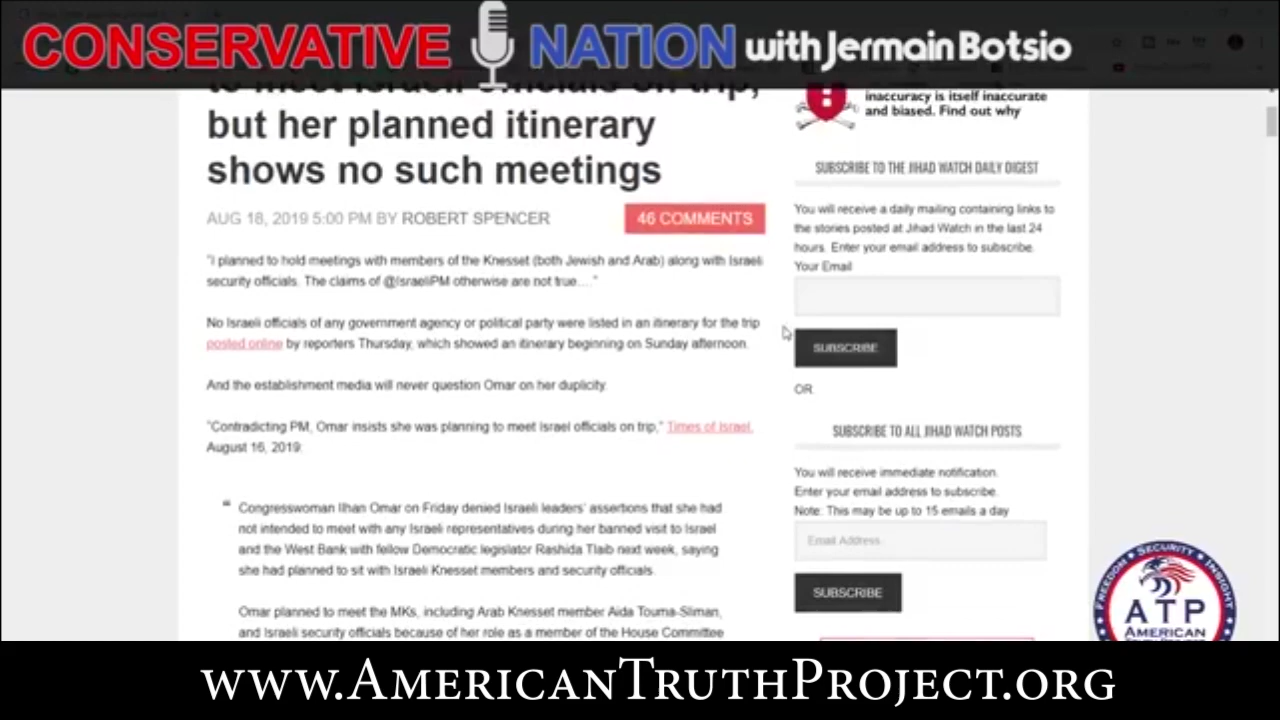 CONSERVATIVE NATION with Jermain Botsio
to meet Israeli officials on trip,
but her planned itinerary
shows no such meetings
AUG 18, 2019 5:00 PM BY ROBERT SPENCER
46 COMMENTS
"I planned to hold meetings with members of the Knesset (both Jewish and Arab) along with Israeli
security officials. The claims of @IsraeliPM otherwise are not true…."
No Israeli officials of any government agency or political party were listed in an itinerary for the trip
posted online by reporters Thursday, which showed an itinerary beginning on Sunday afternoon.
And the establishment media will never question Omar on her duplicity.
"Contradicting PM, Omar insists she was planning to meet Israel officials on trip," Times of Israel,
August 16, 2019:
Congresswoman Ilhan Omar on Friday denied Israeli leaders' assertions that she had
not intended to meet with any Israeli representatives during her banned visit to Israel
and the West Bank with fellow Democratic legislator Rashida Tlaib next week, saying
she had planned to sit with Israeli Knesset members and security officials.
Omar planned to meet the MKs, including Arab Knesset member Aida Touma-Sliman,
and Israeli security officials because of her role as a member of the House Committee
inaccuracy is itself inaccurate
and biased. Find out why
SUBSCRIBE TO THE JIHAD WATCH DAILY DIGEST
You will receive a daily mailing containing links to
the stories posted at Jihad Watch in the last 24
hours. Enter your email address to subscribe.
Your Email
SUBSCRIBE
OR
SUBSCRIBE TO ALL JIHAD WATCH POSTS
You will receive immediate notification.
Enter your email address to subscribe.
Note: This may be up to 15 emails a day
Email Address
SUBSCRIBE
FREEDOM SECURITY INSIGHT
ATP
AMERICAN
www.AmericanTruthProject.org